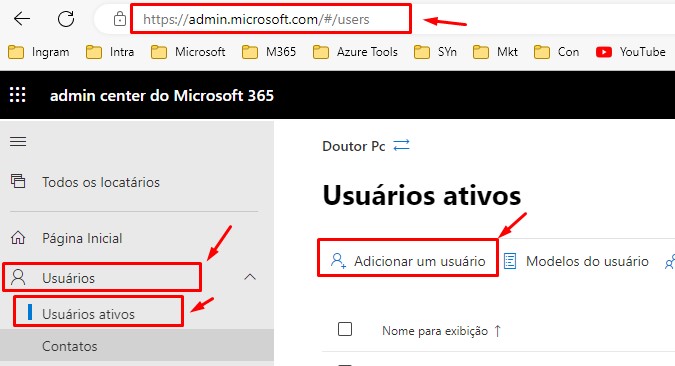 https://admin.microsoft.com/#/users
Ingram Intra Microsoft M365 Azure Tools SYn Mkt Con YouTube
admin center do Microsoft 365
Doutor Pc
Todos os locatários
Usuários ativos
Página Inicial
Adicionar um usuário Modelos do usuário
Usuários
Usuários ativos
Nome para exibição ↑
Contatos